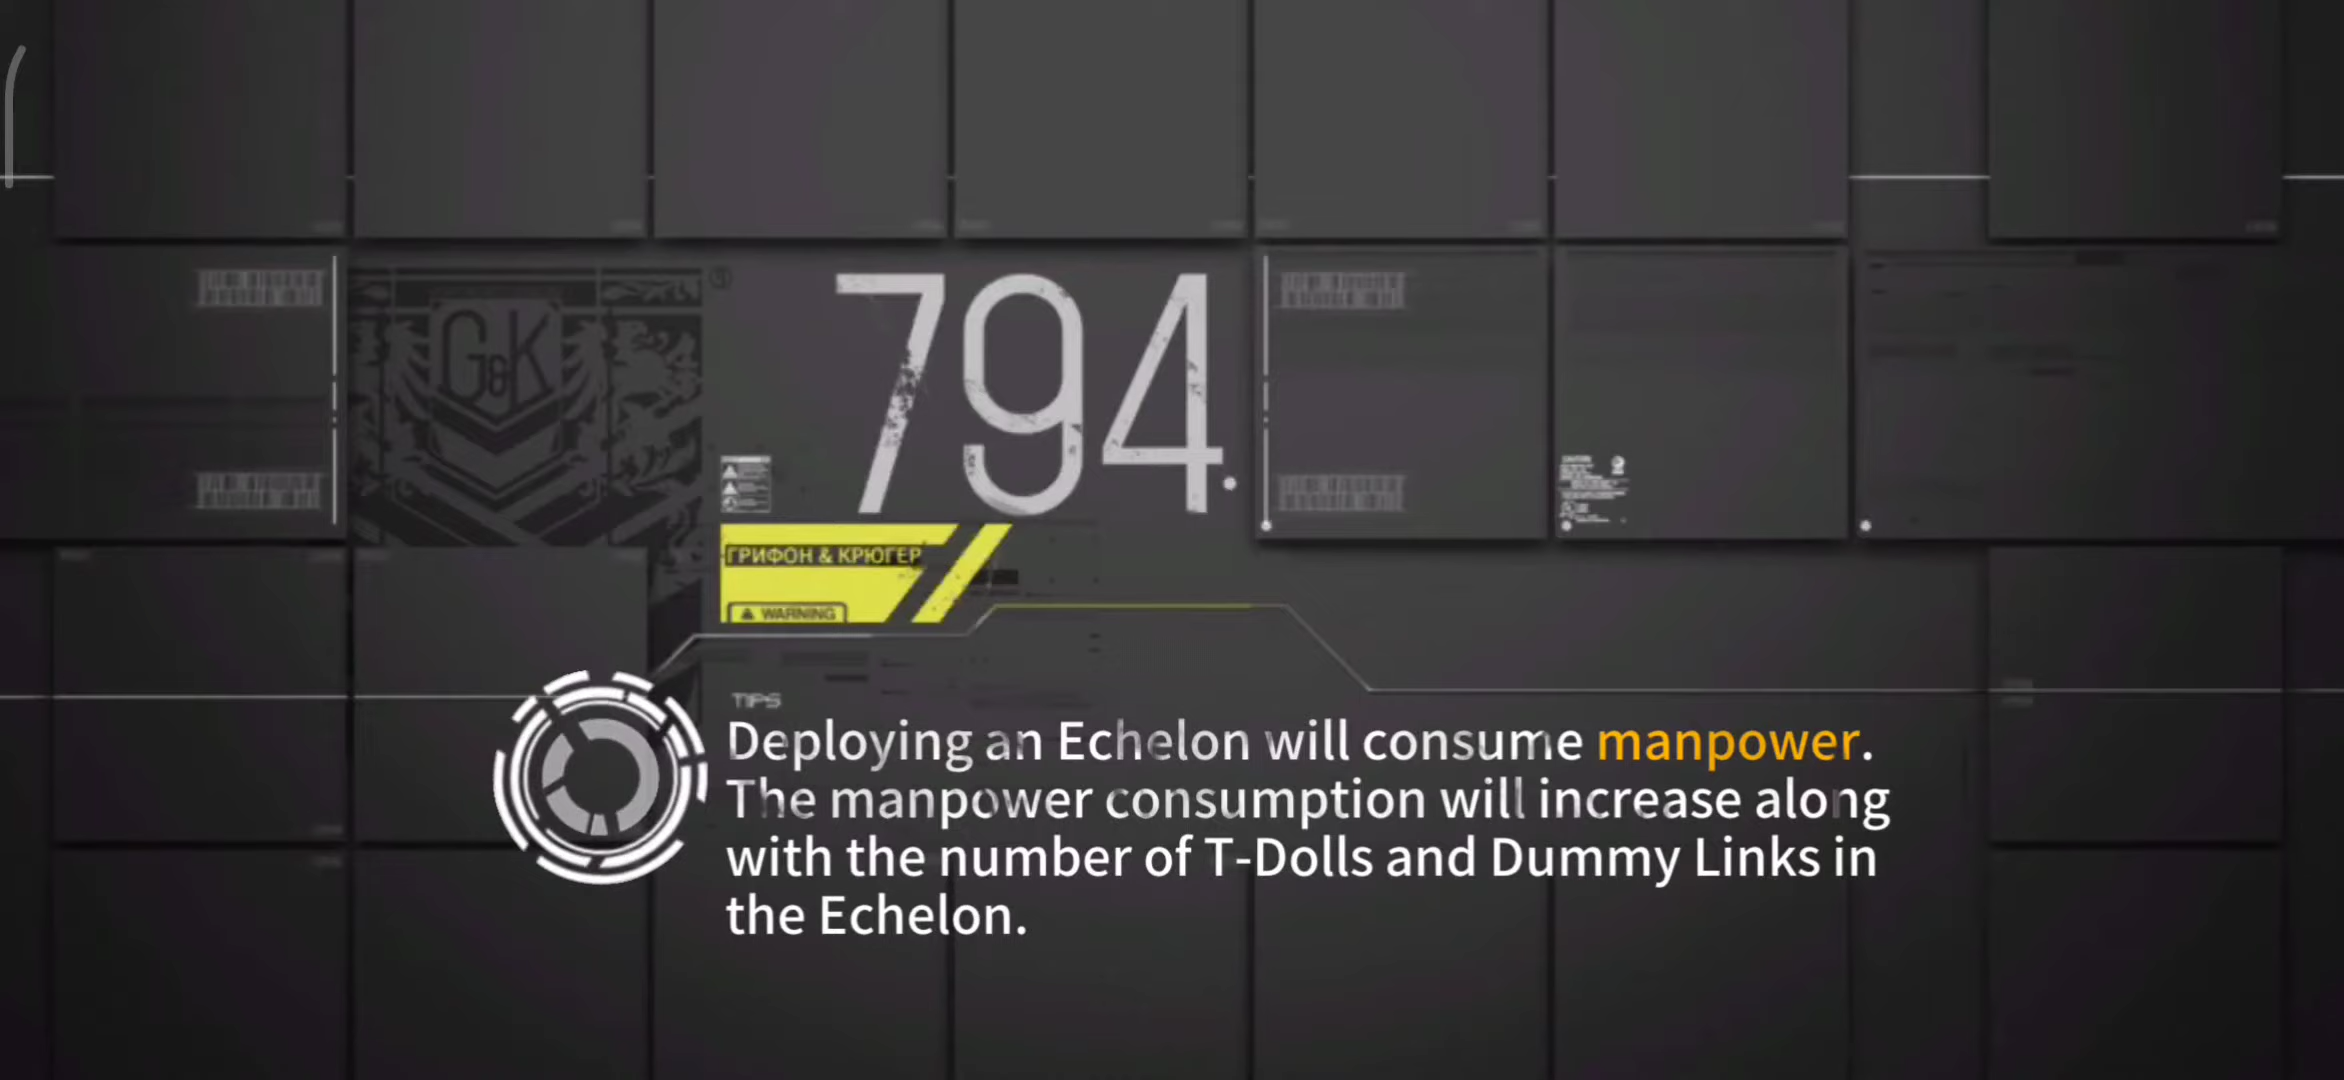 G&K
794.
ГРИФОН & КРЮГЕР
WARNING
TIPS
Deploying an Echelon will consume manpower.
The manpower consumption will increase along
with the number of T-Dolls and Dummy Links in
the Echelon.